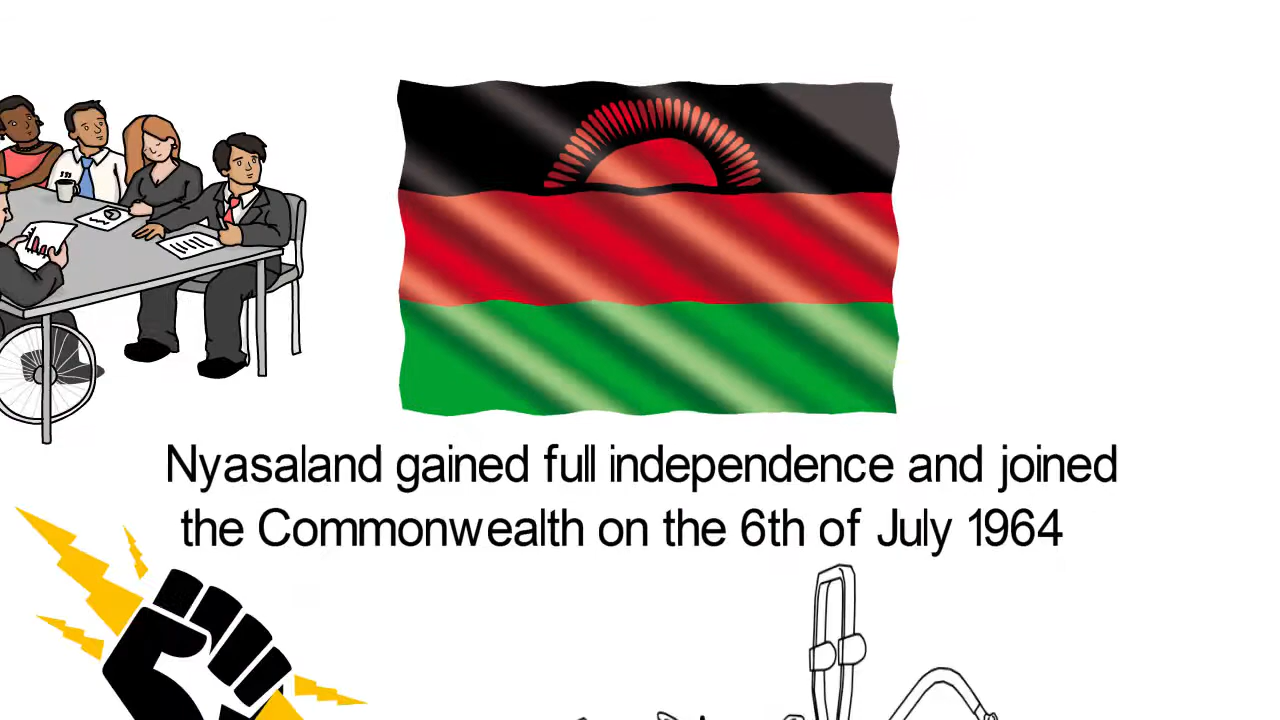 Nyasaland gained full independence and joined
the Commonwealth on the 6th of July 1964